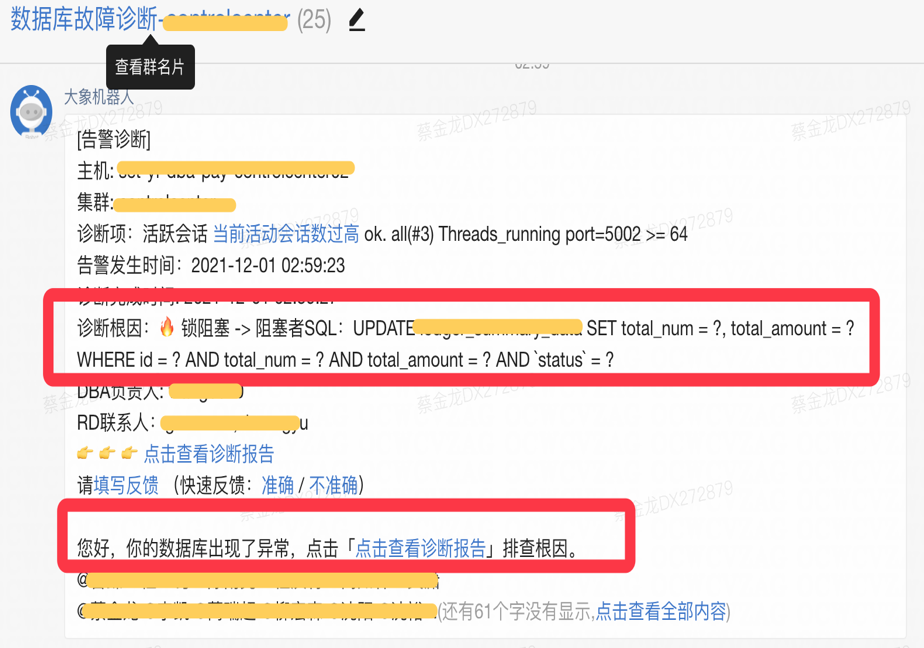 数据库故障诊断- (25)
查看群名片
02:59
大象机器人
[告警诊断]
主机:
集群:
诊断项：活跃会话 当前活动会话数过高 ok. all(#3) Threads_running port=5002 >= 64
告警发生时间：2021-12-01 02:59:23
诊断完成时间:
诊断根因：🔥 锁阻塞 -> 阻塞者SQL：UPDATE SET total_num = ?, total_amount = ?
WHERE id = ? AND total_num = ? AND total_amount = ? AND `status` = ?
DBA负责人:
RD联系人：
👉 👉 👉 点击查看诊断报告
请填写反馈 （快速反馈：准确 / 不准确）
您好，你的数据库出现了异常，点击「点击查看诊断报告」排查根因。
@
@ (还有61个字没有显示,点击查看全部内容)
蔡金龙DX272879